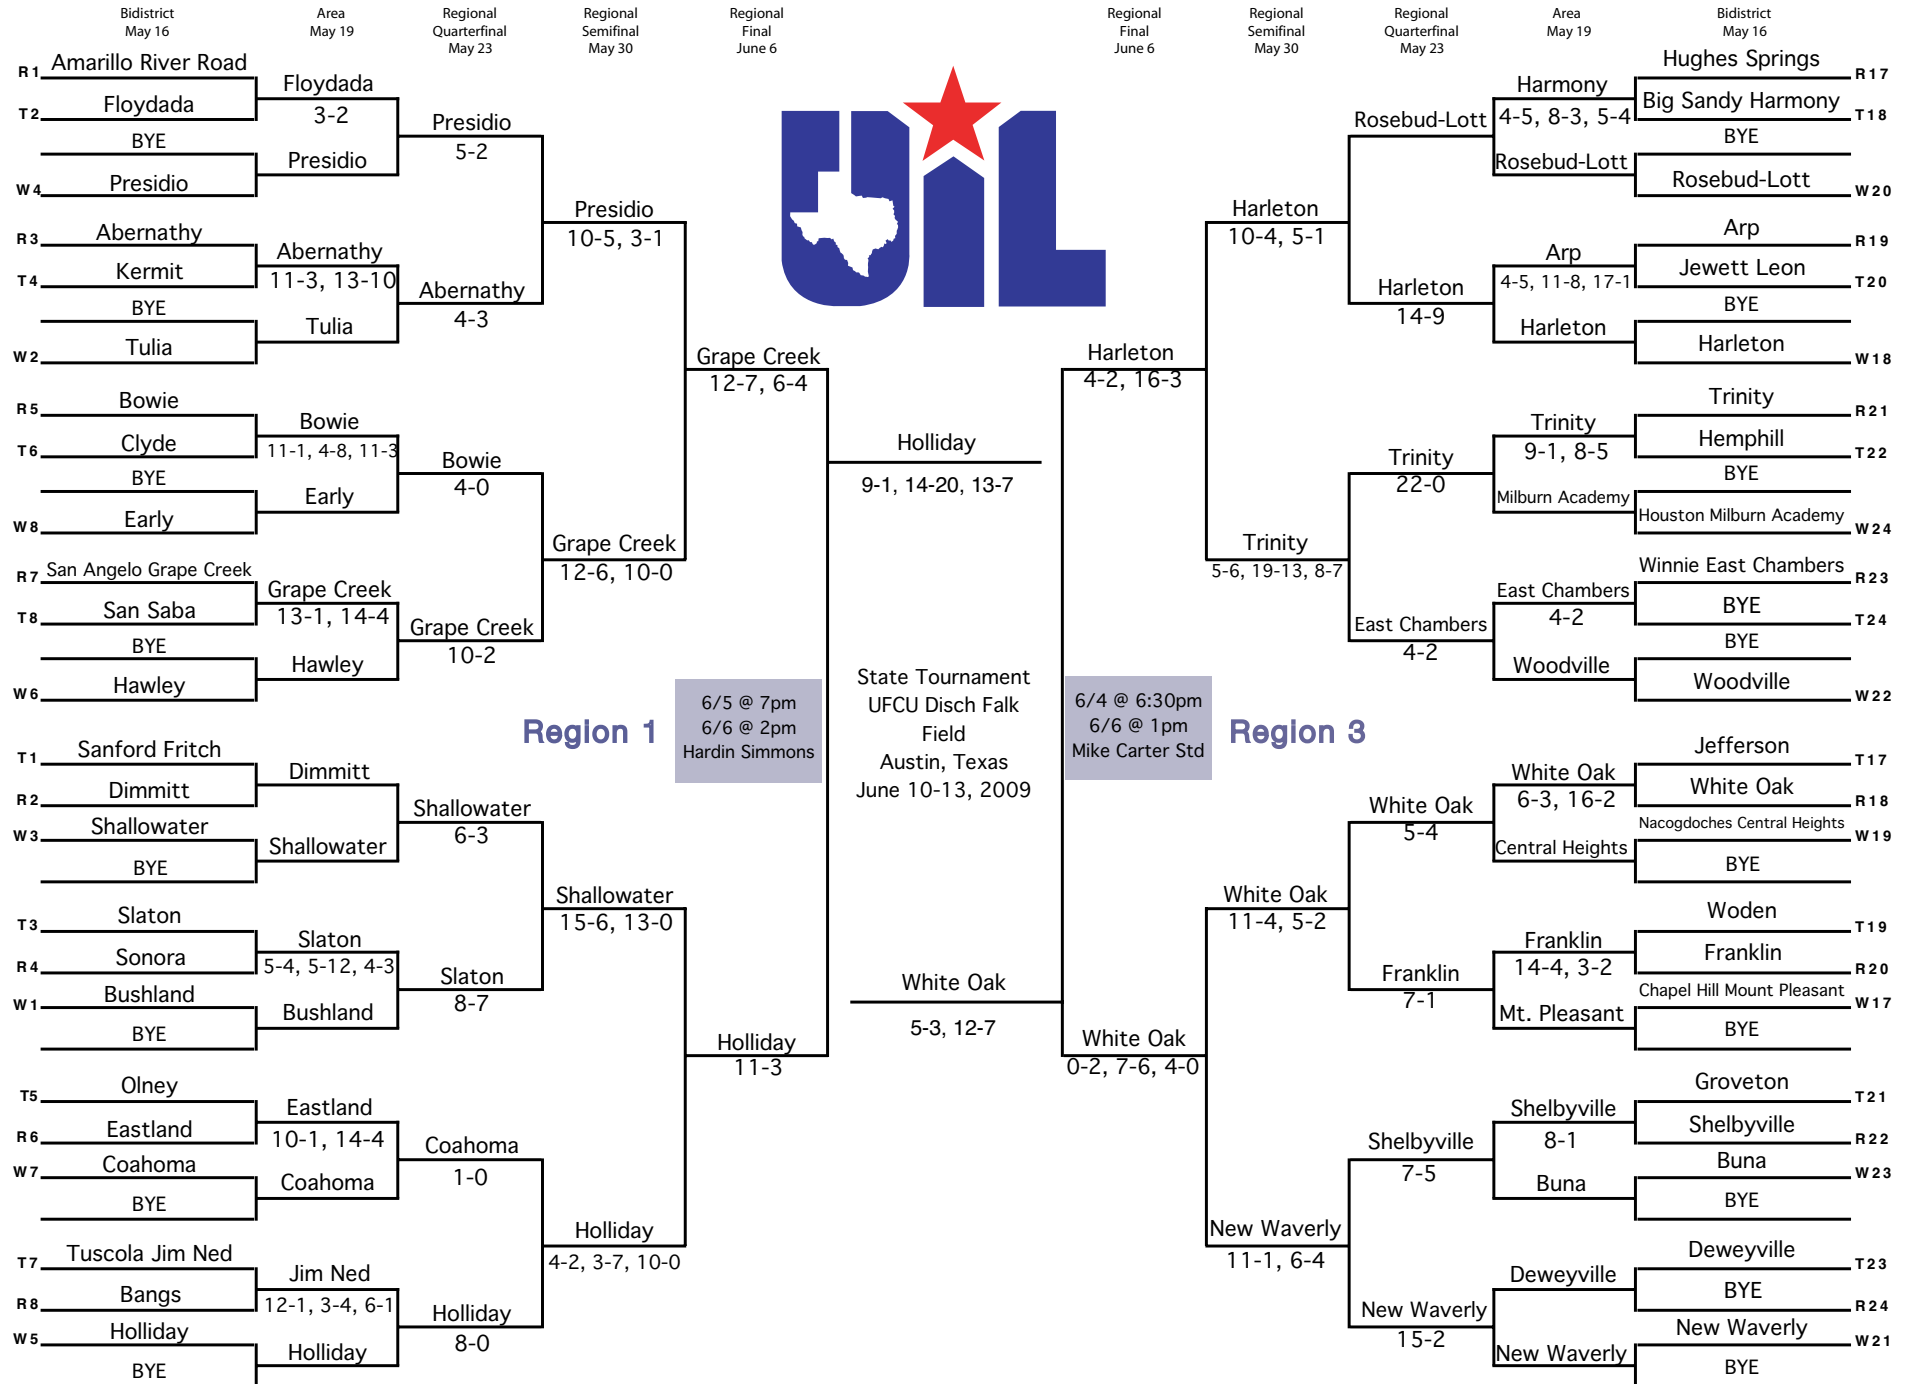 Bidistrict
May 16
Area
May 19
Regional
Quarterfinal
May 23
Regional
Semifinal
May 30
Regional
Final
June 6
Regional
Final
June 6
Regional
Semifinal
May 30
Regional
Quarterfinal
May 23
Area
May 19
Bidistrict
May 16
UIL
R1 Amarillo River Road
T2 Floydada
BYE
W4 Presidio
R3 Abernathy
T4 Kermit
BYE
W2 Tulia
R5 Bowie
T6 Clyde
BYE
W8 Early
R7 San Angelo Grape Creek
T8 San Saba
BYE
W6 Hawley
T1 Sanford Fritch
R2 Dimmitt
W3 Shallowater
BYE
T3 Slaton
R4 Sonora
W1 Bushland
BYE
T5 Olney
R6 Eastland
W7 Coahoma
BYE
T7 Tuscola Jim Ned
R8 Bangs
W5 Holliday
BYE
Floydada
3-2
Presidio
Abernathy
11-3, 13-10
Tulia
Bowie
11-1, 4-8, 11-3
Early
Grape Creek
13-1, 14-4
Hawley
Dimmitt
Shallowater
Slaton
5-4, 5-12, 4-3
Bushland
Eastland
10-1, 14-4
Coahoma
Jim Ned
12-1, 3-4, 6-1
Holliday
Presidio
5-2
Abernathy
4-3
Bowie
4-0
Grape Creek
10-2
Shallowater
6-3
Slaton
8-7
Coahoma
1-0
Holliday
8-0
Presidio
10-5, 3-1
Grape Creek
12-6, 10-0
Shallowater
15-6, 13-0
Holliday
4-2, 3-7, 10-0
Grape Creek
12-7, 6-4
Holliday
11-3
Region 1
6/5 @ 7pm
6/6 @ 2pm
Hardin Simmons
Holliday
9-1, 14-20, 13-7
State Tournament
UFCU Disch Falk
Field
Austin, Texas
June 10-13, 2009
White Oak
5-3, 12-7
6/4 @ 6:30pm
6/6 @ 1pm
Mike Carter Std
Region 3
Harleton
4-2, 16-3
White Oak
0-2, 7-6, 4-0
Harleton
10-4, 5-1
Trinity
5-6, 19-13, 8-7
White Oak
11-4, 5-2
New Waverly
11-1, 6-4
Rosebud-Lott
Harleton
14-9
Trinity
22-0
East Chambers
4-2
White Oak
5-4
Franklin
7-1
Shelbyville
7-5
New Waverly
15-2
Harmony
4-5, 8-3, 5-4
Rosebud-Lott
Arp
4-5, 11-8, 17-1
Harleton
Trinity
9-1, 8-5
Milburn Academy
East Chambers
4-2
Woodville
White Oak
6-3, 16-2
Central Heights
Franklin
14-4, 3-2
Mt. Pleasant
Shelbyville
8-1
Buna
Deweyville
New Waverly
Hughes Springs R17
Big Sandy Harmony T18
BYE
Rosebud-Lott W20
Arp R19
Jewett Leon T20
BYE
Harleton W18
Trinity R21
Hemphill T22
BYE
Houston Milburn Academy W24
Winnie East Chambers R23
BYE T24
BYE
Woodville W22
Jefferson T17
White Oak R18
Nacogdoches Central Heights W19
BYE
Woden T19
Franklin R20
Chapel Hill Mount Pleasant W17
BYE
Groveton T21
Shelbyville R22
Buna W23
BYE
Deweyville T23
BYE R24
New Waverly W21
BYE